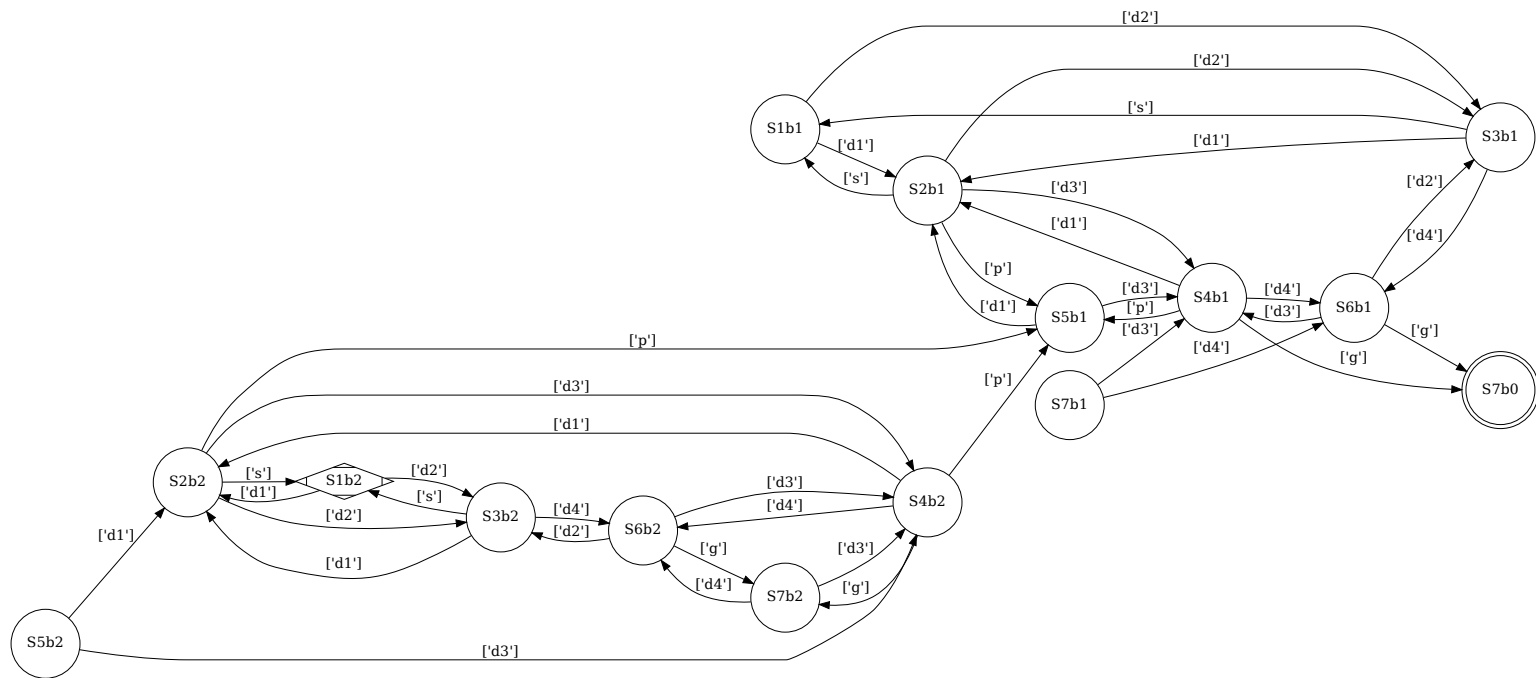 ['d2']
['d2']
['s']
S1b1
S3b1
['d1']
['d1']
['s']
S2b1
['d3']
['d2']
['d1']
['d4']
['p']
['d3']
['d4']
S4b1
['d1']
['p']
['d3']
S6b1
S5b1
['d3']
['g']
['p']
['d4']
['g']
['d3']
['p']
S7b1
S7b0
['d1']
S2b2
['s']
S1b2
['d2']
['d1']
['s']
['d3']
['d2']
S3b2
['d4']
['d4']
S4b2
['d2']
S6b2
['d1']
['g']
['d3']
['d1']
['d4']
S7b2
['g']
S5b2
['d3']